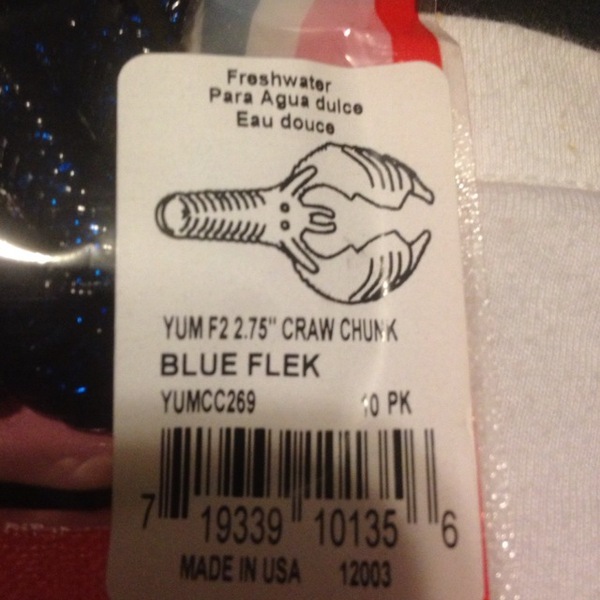 Freshwater
Para Agua dulce
Eau douce
YUM F2 2.75" CRAW CHUNK
BLUE FLEK
YUMCC269 10 PK
7 19339 10135 6
MADE IN USA 12003